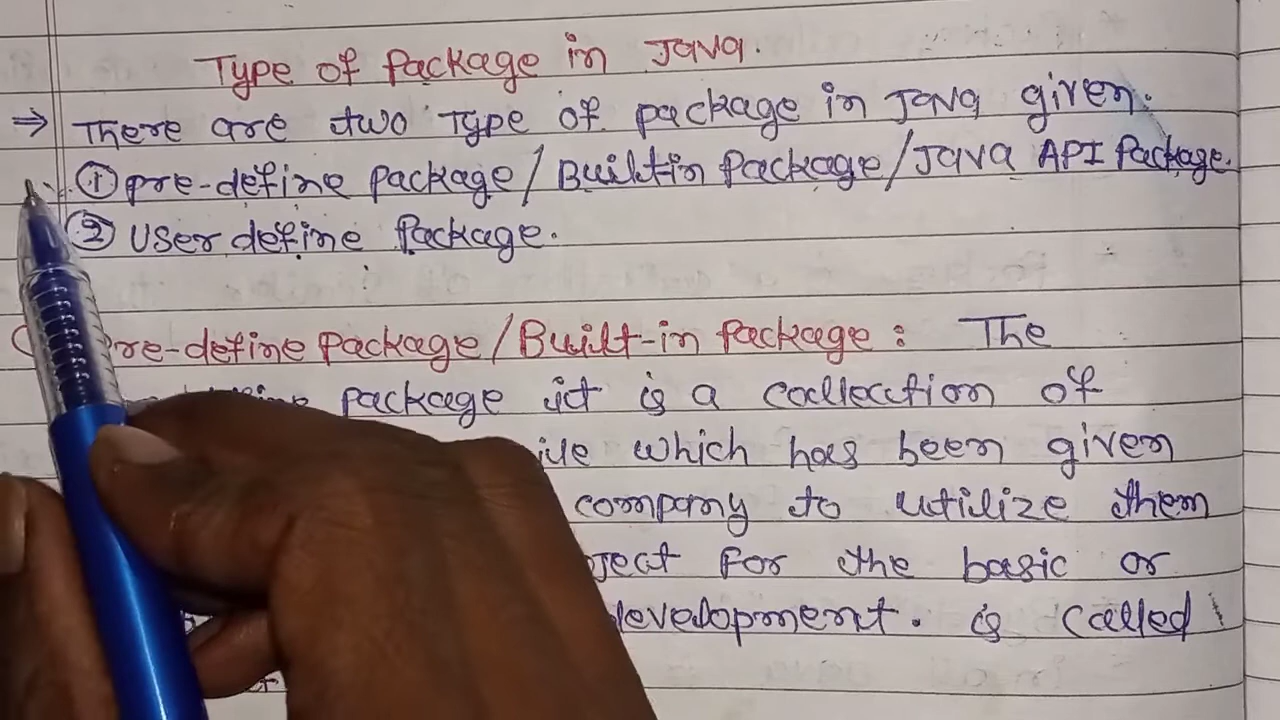 Type of Package in Java.
⇒ There are two Type of package in Java given.
① pre-define package / Built-in Package / Java API Package.
② User define Package.
Pre-define Package / Built-in Package : The
package it is a collection of
which has been given
company to utilize them
for the basic or
development. is called